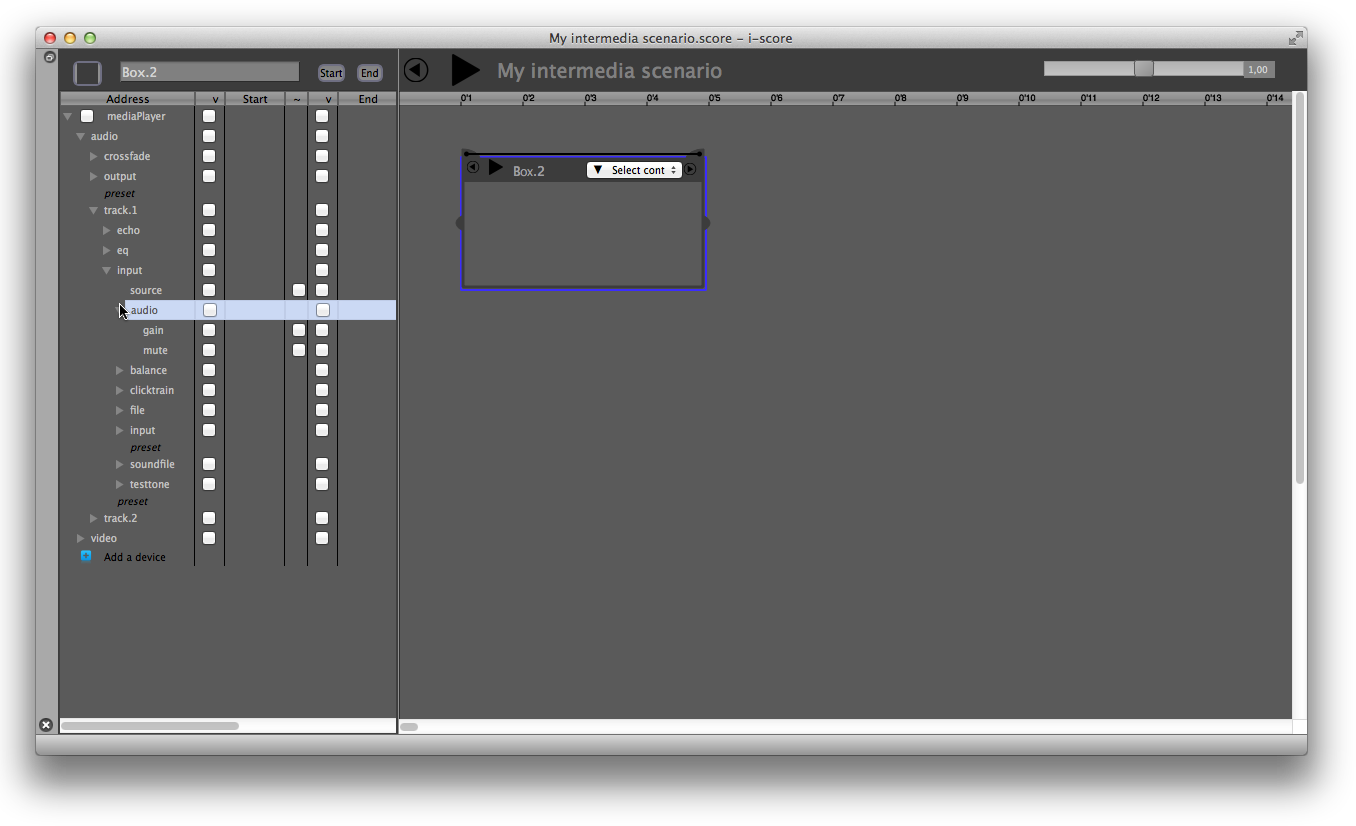 My intermedia scenario.score – i-score
Box.2 Start End
My intermedia scenario
1,00
Address v Start ~ v End
0'1 0'2 0'3 0'4 0'5 0'6 0'7 0'8 0'9 0'10 0'11 0'12 0'13 0'14
mediaPlayer
audio
crossfade
output
preset
track.1
echo
eq
input
source
audio
gain
mute
balance
clicktrain
file
input
preset
soundfile
testtone
preset
track.2
video
Add a device
Box.2 Select cont